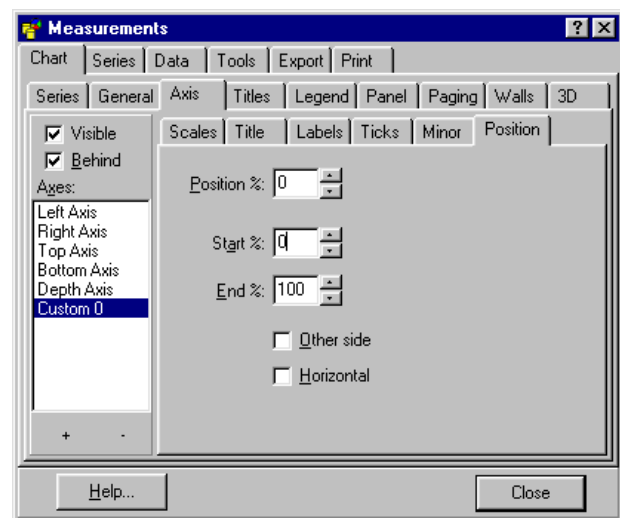 Measurements
Chart Series Data Tools Export Print
Series General Axis Titles Legend Panel Paging Walls 3D
Visible
Behind
Axes:
Left Axis
Right Axis
Top Axis
Bottom Axis
Depth Axis
Custom 0
+ -
Scales Title Labels Ticks Minor Position
Position %: 0
Start %: 0
End %: 100
Other side
Horizontal
Help... Close